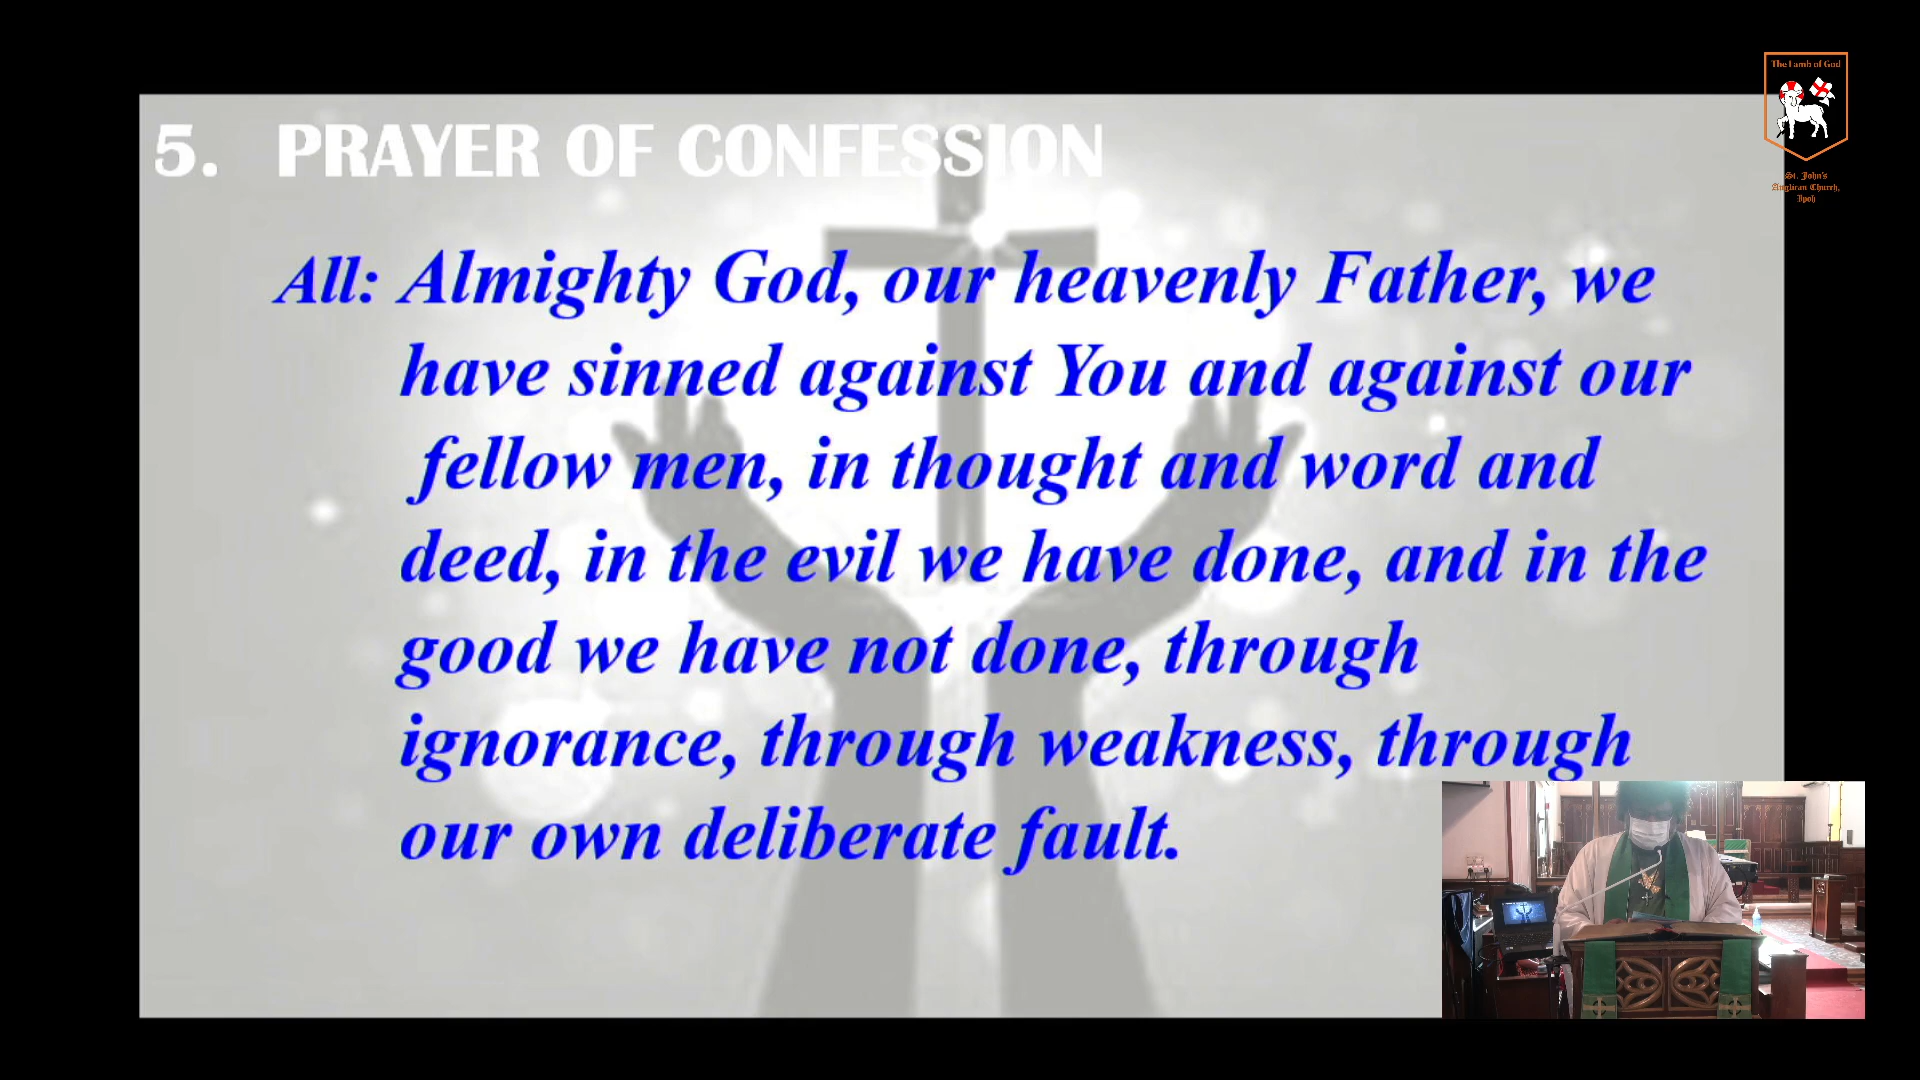 The Lamb of God
St. John's
Anglican Church,
Ipoh
5. PRAYER OF CONFESSION
All: Almighty God, our heavenly Father, we
have sinned against You and against our
fellow men, in thought and word and
deed, in the evil we have done, and in the
good we have not done, through
ignorance, through weakness, through
our own deliberate fault.